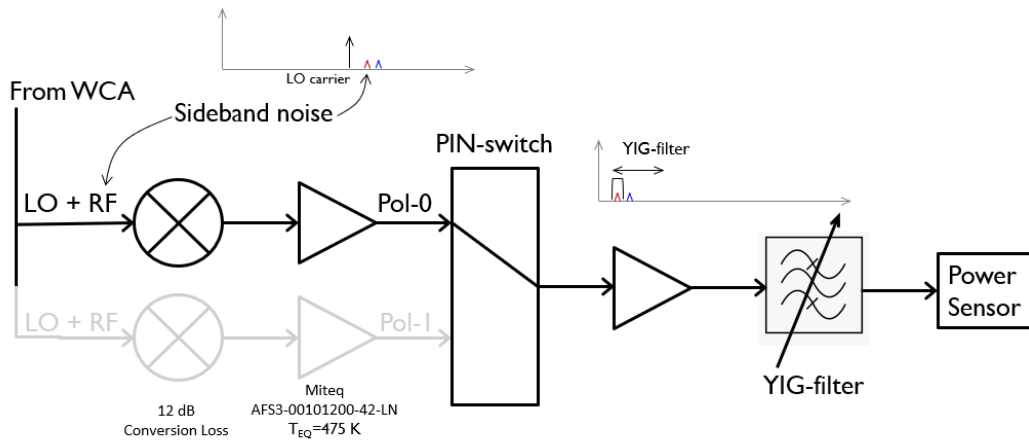 LO carrier
From WCA
Sideband noise
PIN-switch
YIG-filter
LO + RF
Pol-0
Power
Sensor
LO + RF
Pol-1
YIG-filter
12 dB
Conversion Loss
Miteq
AFS3-00101200-42-LN
TEQ=475 K